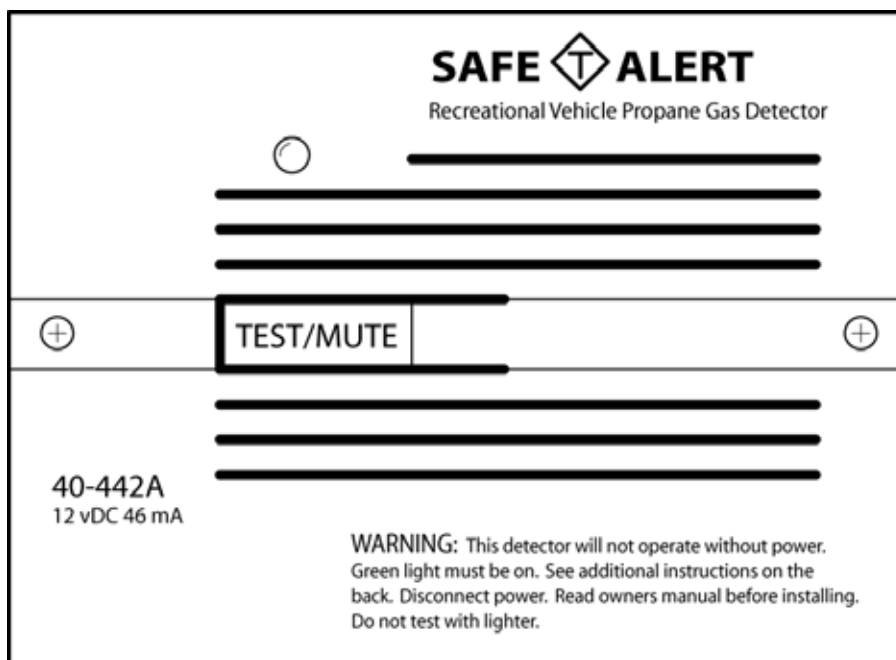 SAFE T ALERT
Recreational Vehicle Propane Gas Detector
TEST/MUTE
40-442A
12 vDC 46 mA
WARNING: This detector will not operate without power.
Green light must be on. See additional instructions on the
back. Disconnect power. Read owners manual before installing.
Do not test with lighter.